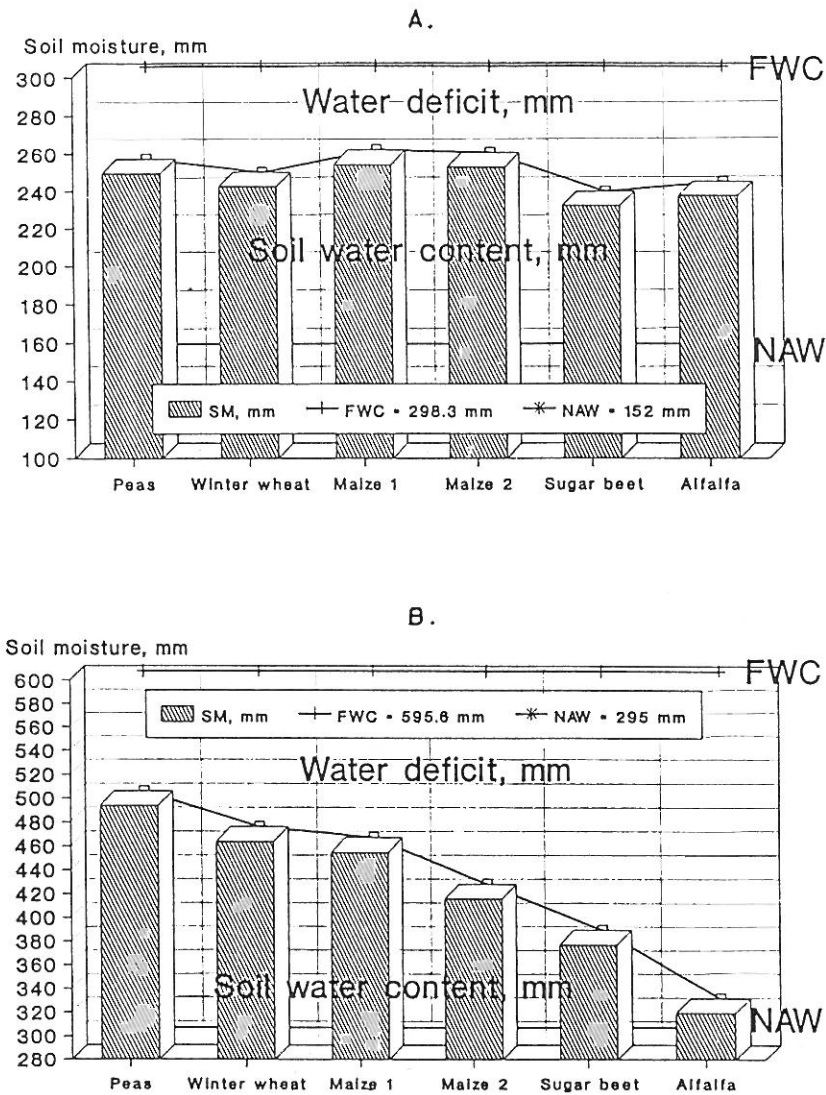 A.
Soil moisture, mm
FWC
300
Water deficit, mm
280
260
240
220
Soil water content, mm
200
180
160
NAW
140
SM, mm FWC - 298.3 mm NAW - 152 mm
120
100
Peas Winter wheat Maize 1 Maize 2 Sugar beet Alfalfa
B.
Soil moisture, mm
FWC
600
580
SM, mm FWC - 595.6 mm NAW - 295 mm
560
540
520
Water deficit, mm
500
480
460
440
420
400
380
360
340
Soil water content, mm
320
NAW
300
280
Peas Winter wheat Maize 1 Maize 2 Sugar beet Alfalfa